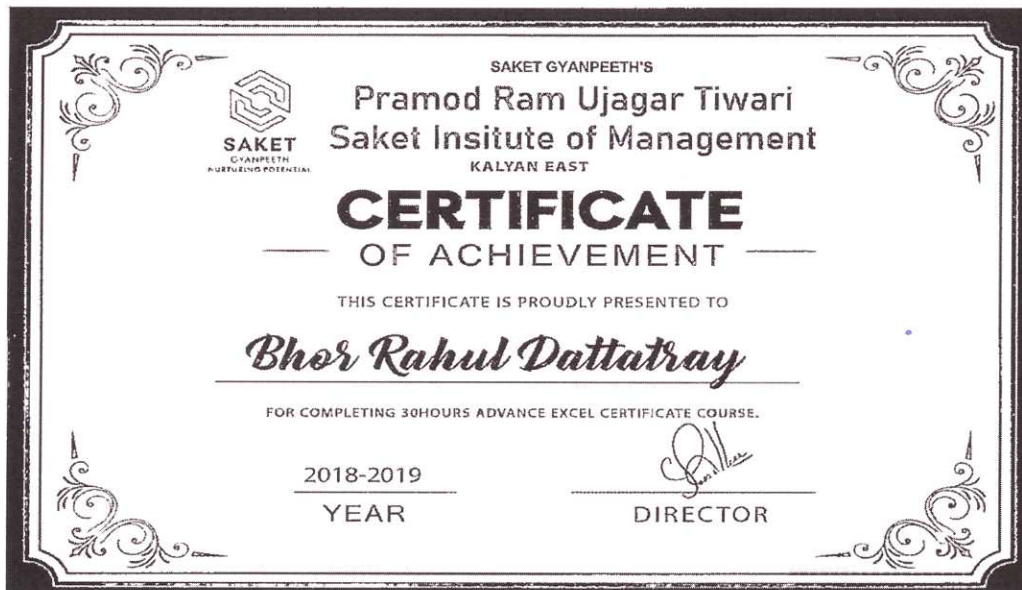 SAKET GYANPEETH'S
Pramod Ram Ujagar Tiwari
Saket Insitute of Management
KALYAN EAST
SAKET
GYANPEETH
NURTURING POTENTIAL
CERTIFICATE
OF ACHIEVEMENT
THIS CERTIFICATE IS PROUDLY PRESENTED TO
Bhor Rahul Dattatray
FOR COMPLETING 30HOURS ADVANCE EXCEL CERTIFICATE COURSE.
2018-2019
YEAR
DIRECTOR